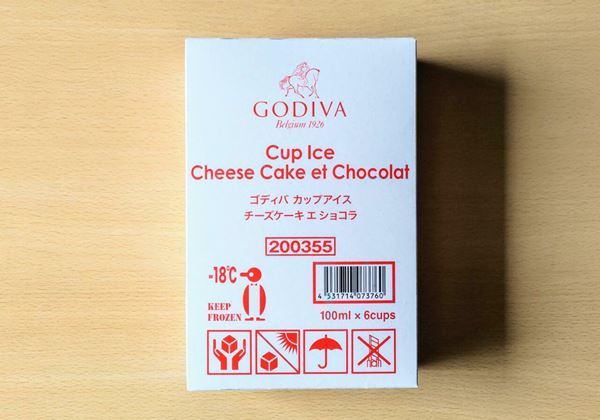 GODIVA
Belgium 1926
Cup Ice
Cheese Cake et Chocolat
ゴディバ カップアイス
チーズケーキ エ ショコラ
200355
-18℃
KEEP
FROZEN
4 531714 073760
100ml × 6cups